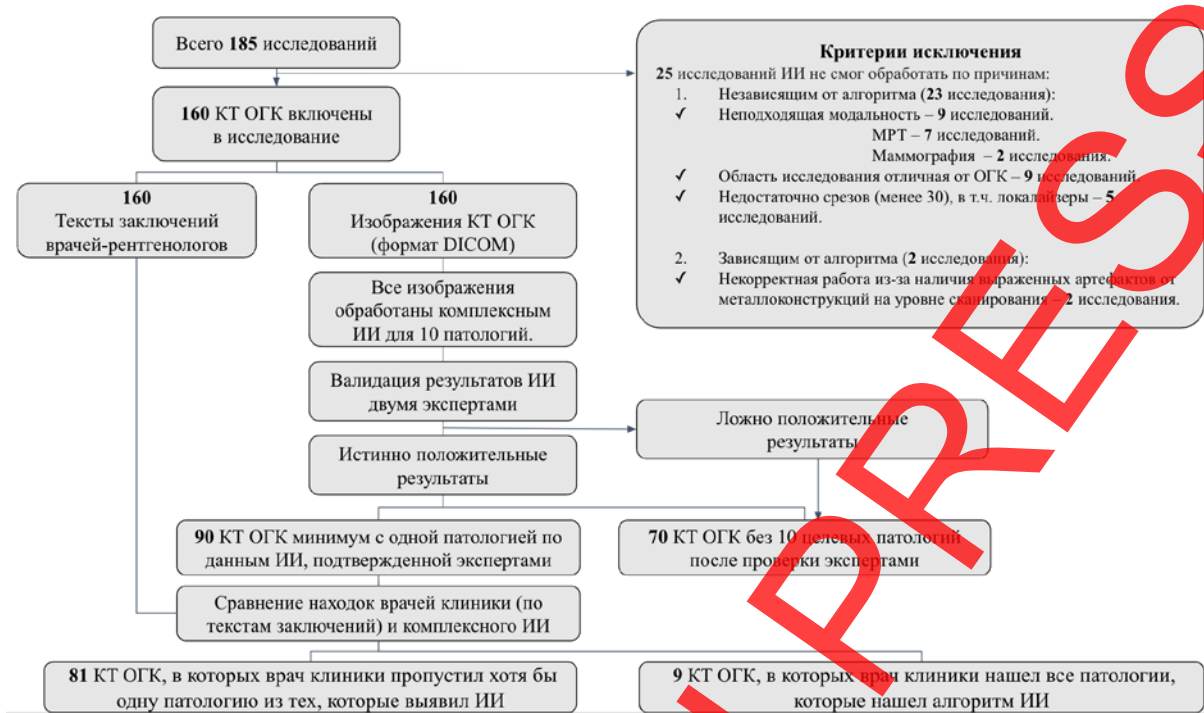 Всего 185 исследований
160 КТ ОГК включены
в исследование
Критерии исключения
25 исследований ИИ не смог обработать по причинам:
1. Независящим от алгоритма (23 исследования):
✓ Неподходящая модальность – 9 исследований.
МРТ – 7 исследований.
Маммография – 2 исследования.
✓ Область исследования отличная от ОГК – 9 исследований.
✓ Недостаточно срезов (менее 30), в т.ч. локалайзеры – 5
исследований.
2. Зависящим от алгоритма (2 исследования):
✓ Некорректная работа из-за наличия выраженных артефактов от
металлоконструкций на уровне сканирования – 2 исследования.
160
Тексты заключений
врачей-рентгенологов
160
Изображения КТ ОГК
(формат DICOM)
Все изображения
обработаны комплексным
ИИ для 10 патологий.
Валидация результатов ИИ
двумя экспертами
Ложно положительные
результаты
Истинно положительные
результаты
90 КТ ОГК минимум с одной патологией по
данным ИИ, подтвержденной экспертами
70 КТ ОГК без 10 целевых патологий
после проверки экспертами
Сравнение находок врачей клиники (по
текстам заключений) и комплексного ИИ
81 КТ ОГК, в которых врач клиники пропустил хотя бы
одну патологию из тех, которые выявил ИИ
9 КТ ОГК, в которых врач клиники нашел все патологии,
которые нашел алгоритм ИИ
PRESS